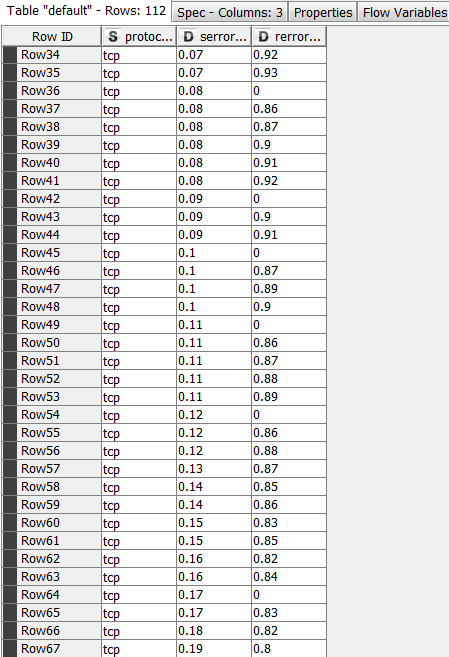 Table "default" - Rows: 112 Spec - Columns: 3 Properties Flow Variables
Row ID S protoc... D serror... D rerror...
Row34 tcp 0.07 0.92
Row35 tcp 0.07 0.93
Row36 tcp 0.08 0
Row37 tcp 0.08 0.86
Row38 tcp 0.08 0.87
Row39 tcp 0.08 0.9
Row40 tcp 0.08 0.91
Row41 tcp 0.08 0.92
Row42 tcp 0.09 0
Row43 tcp 0.09 0.9
Row44 tcp 0.09 0.91
Row45 tcp 0.1 0
Row46 tcp 0.1 0.87
Row47 tcp 0.1 0.89
Row48 tcp 0.1 0.9
Row49 tcp 0.11 0
Row50 tcp 0.11 0.86
Row51 tcp 0.11 0.87
Row52 tcp 0.11 0.88
Row53 tcp 0.11 0.89
Row54 tcp 0.12 0
Row55 tcp 0.12 0.86
Row56 tcp 0.12 0.88
Row57 tcp 0.13 0.87
Row58 tcp 0.14 0.85
Row59 tcp 0.14 0.86
Row60 tcp 0.15 0.83
Row61 tcp 0.15 0.85
Row62 tcp 0.16 0.82
Row63 tcp 0.16 0.84
Row64 tcp 0.17 0
Row65 tcp 0.17 0.83
Row66 tcp 0.18 0.82
Row67 tcp 0.19 0.8